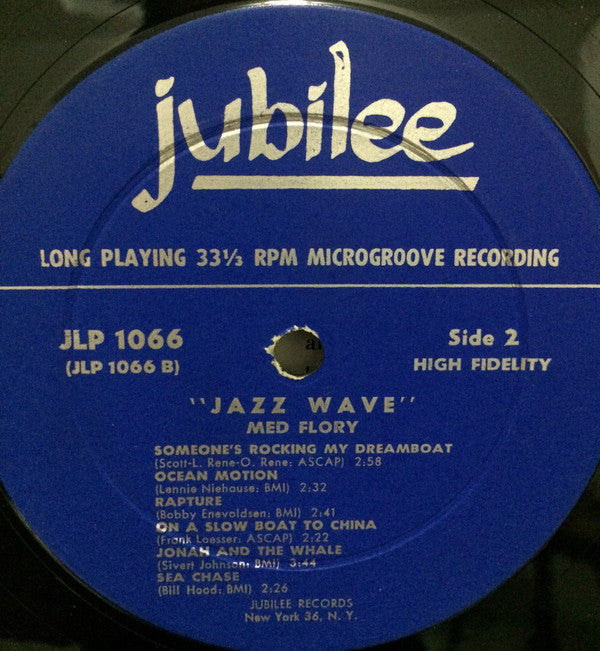 jubilee
LONG PLAYING 33⅓ RPM MICROGROOVE RECORDING
JLP 1066
Side 2
(JLP 1066 B)
HIGH FIDELITY
"JAZZ WAVE"
MED FLORY
SOMEONE'S ROCKING MY DREAMBOAT
(Scott-L. Rene-O. Rene: ASCAP) 2:58
OCEAN MOTION
(Lennie Niehause: BMI) 2:32
RAPTURE
(Bobby Enevoldsen: BMI) 2:41
ON A SLOW BOAT TO CHINA
(Frank Loesser: ASCAP) 2:22
JONAH AND THE WHALE
(Sivert Johnson: BMI) 3:44
SEA CHASE
(Bill Hood: BMI) 2:26
JUBILEE RECORDS
New York 36, N. Y.